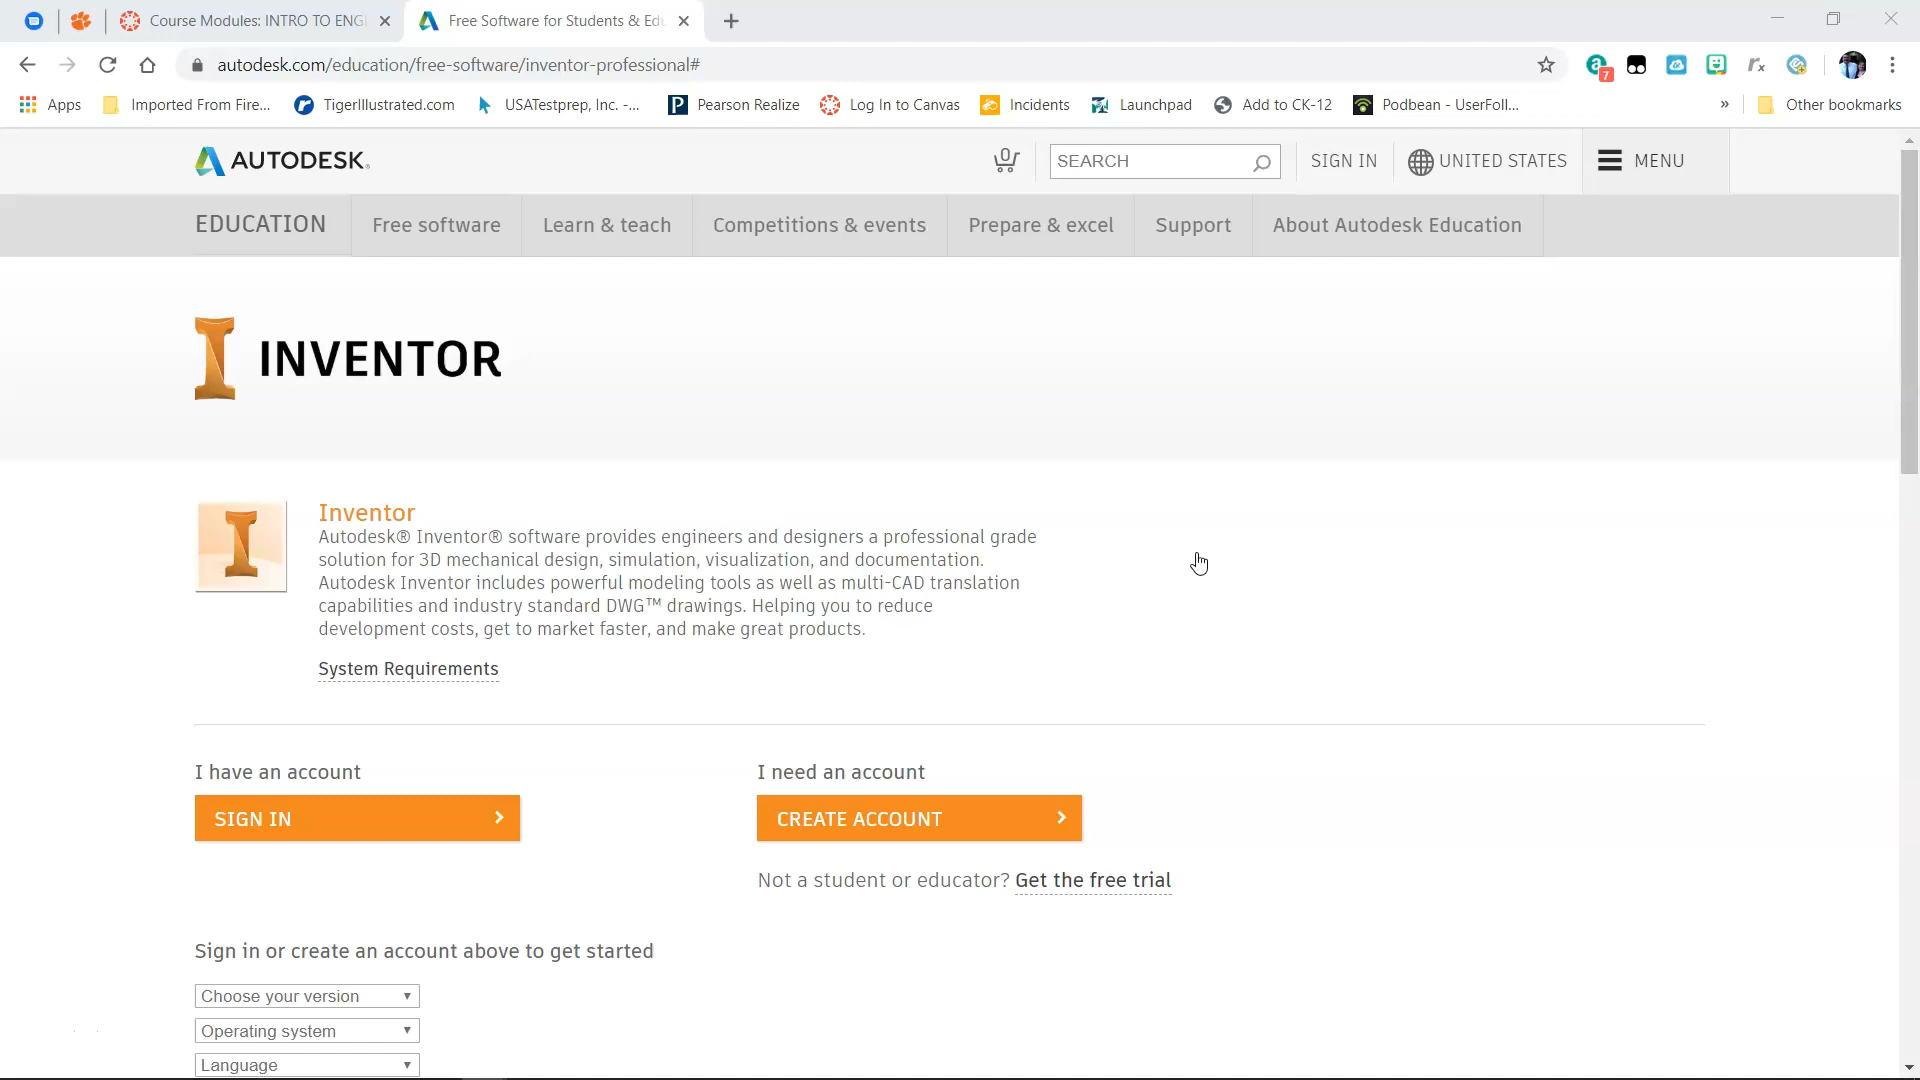 Course Modules: INTRO TO ENG
Free Software for Students & Edu
autodesk.com/education/free-software/inventor-professional#
7
Apps
Imported From Fire...
TigerIllustrated.com
USATestprep, Inc. -...
Pearson Realize
Log In to Canvas
Incidents
Launchpad
Add to CK-12
Podbean - UserFoll...
»
Other bookmarks
AUTODESK®
0
SEARCH
SIGN IN
UNITED STATES
MENU
EDUCATION
Free software
Learn & teach
Competitions & events
Prepare & excel
Support
About Autodesk Education
INVENTOR
Inventor
Autodesk® Inventor® software provides engineers and designers a professional grade
solution for 3D mechanical design, simulation, visualization, and documentation.
Autodesk Inventor includes powerful modeling tools as well as multi-CAD translation
capabilities and industry standard DWG™ drawings. Helping you to reduce
development costs, get to market faster, and make great products.
System Requirements
I have an account
I need an account
SIGN IN
CREATE ACCOUNT
Not a student or educator? Get the free trial
Sign in or create an account above to get started
Choose your version
Operating system
Language